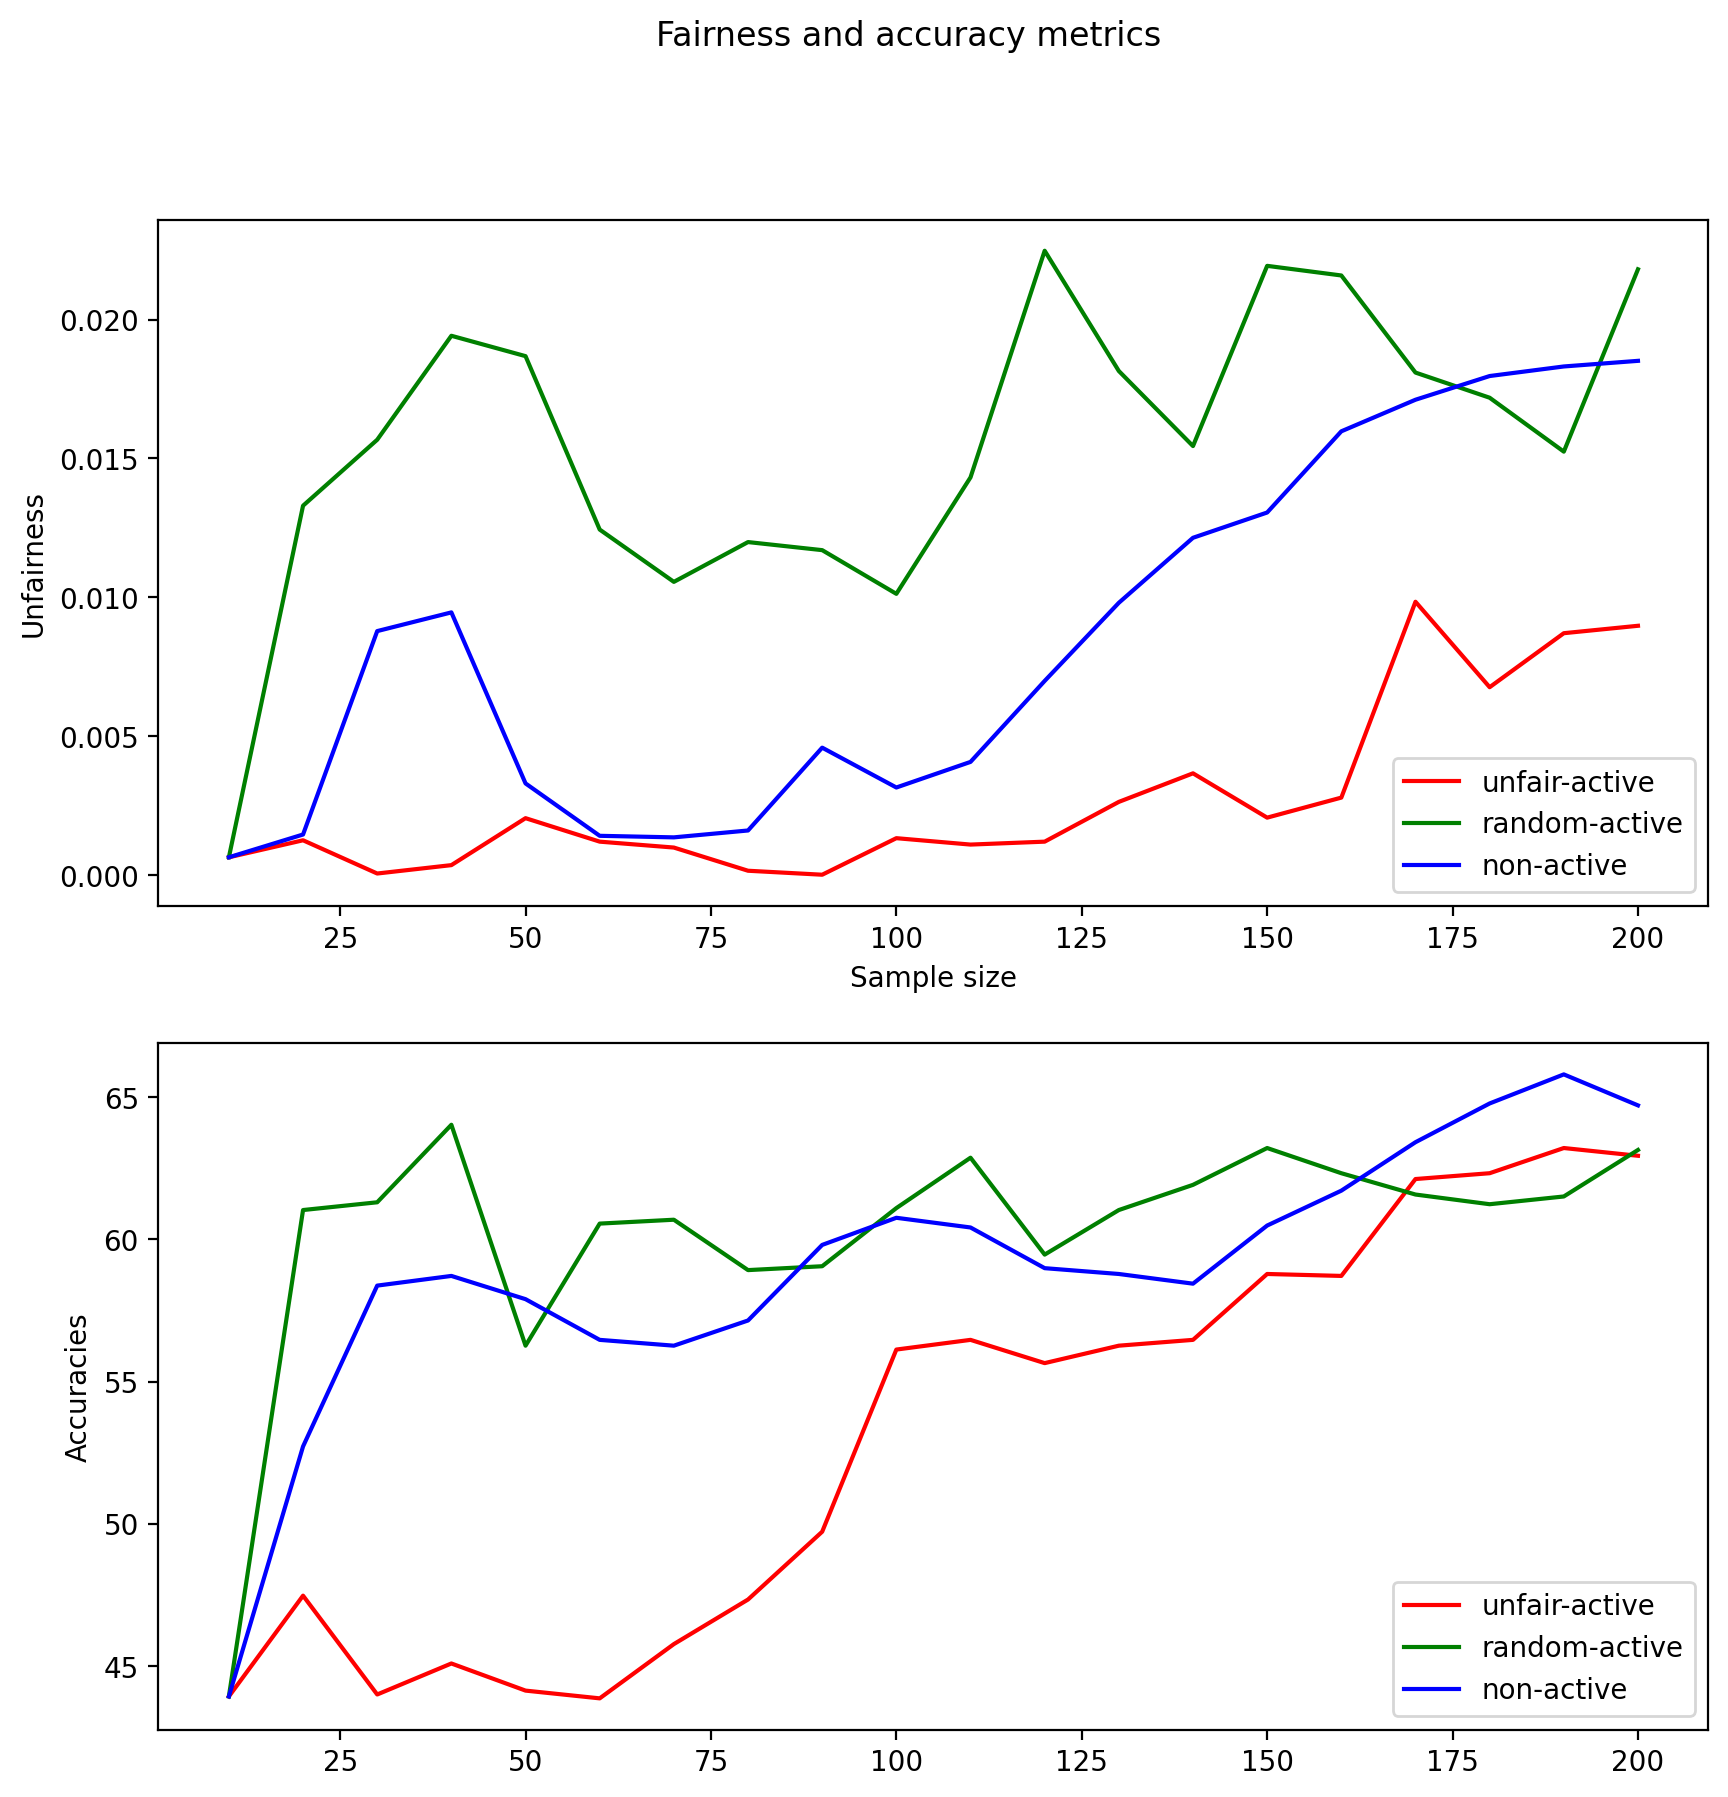 Fairness and accuracy metrics
0.020
0.015
0.010
0.005
0.000
Unfairness
unfair-active
random-active
non-active
25 50 75 100 125 150 175 200
Sample size
65
60
55
50
45
Accuracies
unfair-active
random-active
non-active
25 50 75 100 125 150 175 200